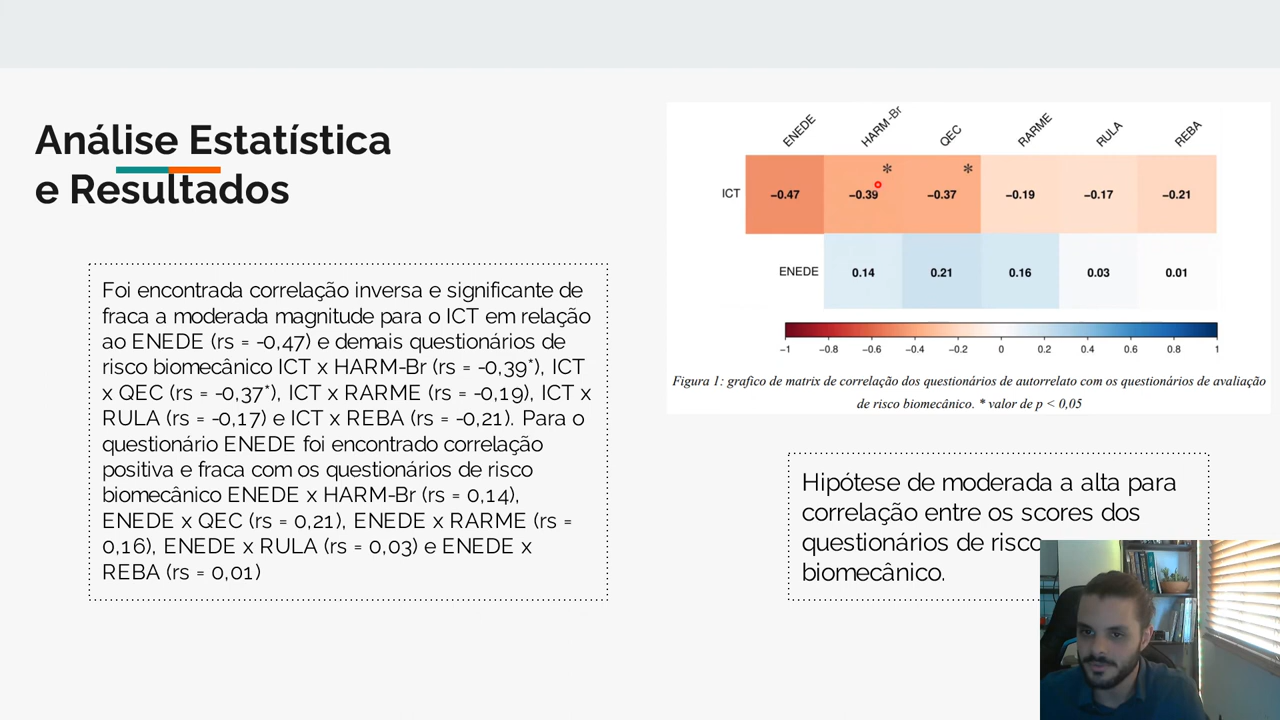 Análise Estatística
e Resultados
Foi encontrada correlação inversa e significante de
fraca a moderada magnitude para o ICT em relação
ao ENEDE (rs = -0,47) e demais questionários de
risco biomecânico ICT x HARM-Br (rs = -0,39*), ICT
x QEC (rs = -0,37*), ICT x RARME (rs = -0,19), ICT x
RULA (rs = -0,17) e ICT x REBA (rs = -0,21). Para o
questionário ENEDE foi encontrado correlação
positiva e fraca com os questionários de risco
biomecânico ENEDE x HARM-Br (rs = 0,14),
ENEDE x QEC (rs = 0,21), ENEDE x RARME (rs =
0,16), ENEDE x RULA (rs = 0,03) e ENEDE x
REBA (rs = 0,01)
ENEDE HARM-Br QEC RARME RULA REBA
* *
ICT −0.47 −0.39 −0.37 −0.19 −0.17 −0.21
ENEDE 0.14 0.21 0.16 0.03 0.01
−1 −0.8 −0.6 −0.4 −0.2 0 0.2 0.4 0.6 0.8 1
Figura 1: grafico de matrix de correlação dos questionários de autorrelato com os questionários de avaliação
de risco biomecânico. * valor de p < 0,05
Hipótese de moderada a alta para
correlação entre os scores dos
questionários de risco
biomecânico.